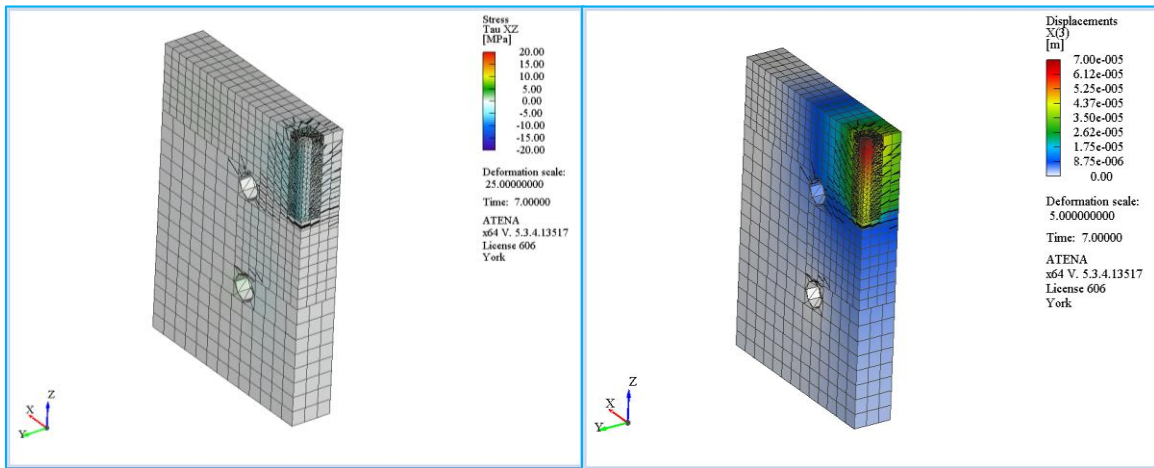 Stress
Tau XZ
[MPa]
20.00
15.00
10.00
5.00
0.00
-5.00
-10.00
-15.00
-20.00
Deformation scale:
25.00000000
Time: 7.00000
ATENA
x64 V. 5.3.4.13517
License 606
York
Z
X
Y
Displacements
X(3)
[m]
7.00e-005
6.12e-005
5.25e-005
4.37e-005
3.50e-005
2.62e-005
1.75e-005
8.75e-006
0.00
Deformation scale:
5.000000000
Time: 7.00000
ATENA
x64 V. 5.3.4.13517
License 606
York
Z
X
Y